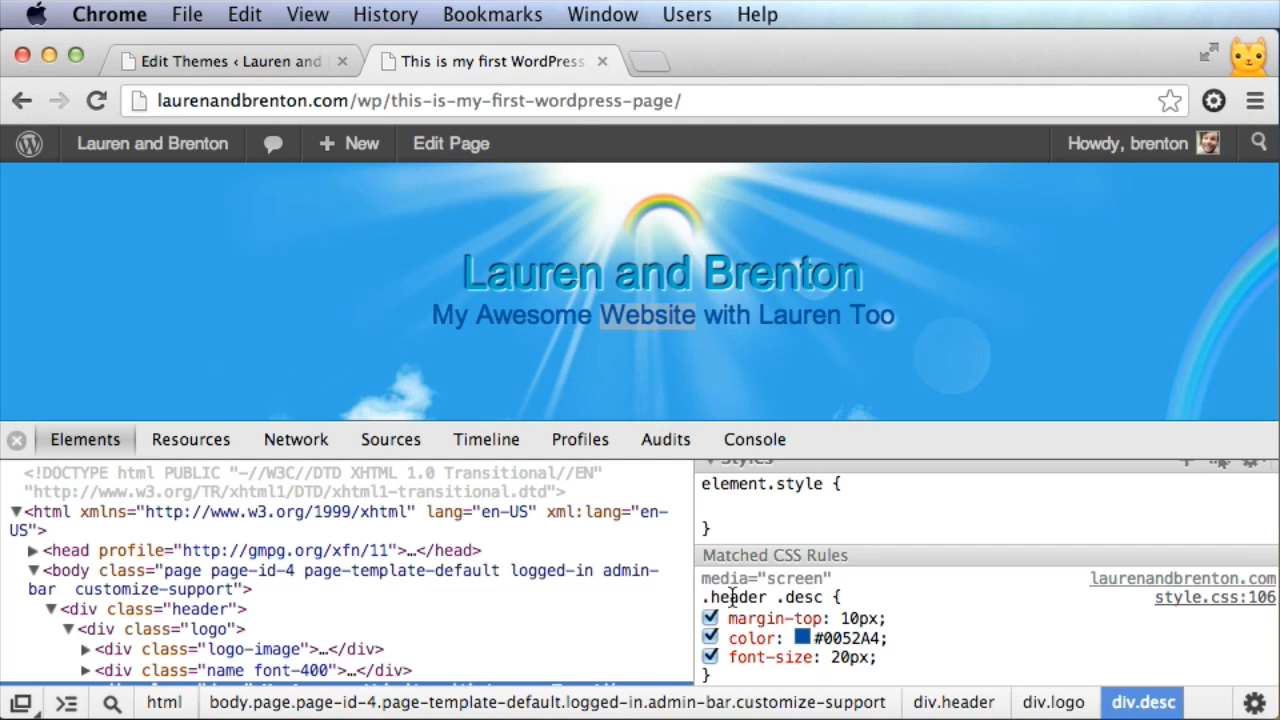 Chrome File Edit View History Bookmarks Window Users Help
Edit Themes ‹ Lauren and
This is my first WordPress
laurenandbrenton.com/wp/this-is-my-first-wordpress-page/
Lauren and Brenton + New Edit Page Howdy, brenton
Lauren and Brenton
My Awesome Website with Lauren Too
Elements Resources Network Sources Timeline Profiles Audits Console
<!DOCTYPE html PUBLIC "-//W3C//DTD XHTML 1.0 Transitional//EN"
"http://www.w3.org/TR/xhtml1/DTD/xhtml1-transitional.dtd">
▼<html xmlns="http://www.w3.org/1999/xhtml" lang="en-US" xml:lang="en-
US">
▶<head profile="http://gmpg.org/xfn/11">…</head>
▼<body class="page page-id-4 page-template-default logged-in admin-
bar  customize-support">
▼<div class="header">
▼<div class="logo">
▶<div class="logo-image">…</div>
▶<div class="name font-400">…</div>
Styles
element.style {
}
Matched CSS Rules
media="screen" laurenandbrenton.com
.header .desc { style.css:106
margin-top: 10px;
color: #0052A4;
font-size: 20px;
}
html body.page.page-id-4.page-template-default.logged-in.admin-bar.customize-support div.header div.logo div.desc